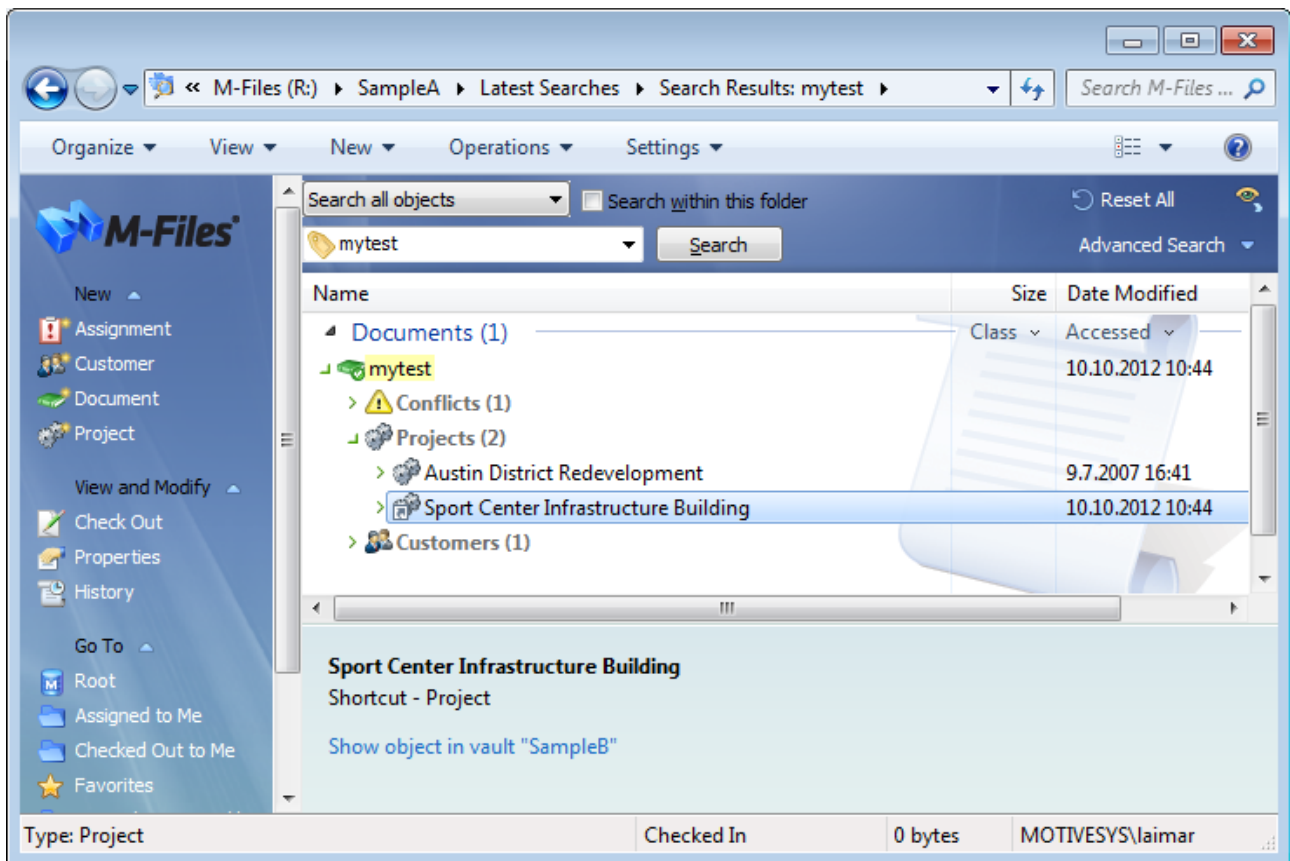 « M-Files (R:) SampleA Latest Searches Search Results: mytest Search M-Files ...
Organize View New Operations Settings
M-Files
New
Assignment
Customer
Document
Project
View and Modify
Check Out
Properties
History
Go To
Root
Assigned to Me
Checked Out to Me
Favorites
Search all objects Search within this folder Reset All
mytest Search Advanced Search
Name Size Date Modified
Documents (1) Class Accessed
mytest 10.10.2012 10:44
Conflicts (1)
Projects (2)
Austin District Redevelopment 9.7.2007 16:41
Sport Center Infrastructure Building 10.10.2012 10:44
Customers (1)
Sport Center Infrastructure Building
Shortcut - Project
Show object in vault "SampleB"
Type: Project Checked In 0 bytes MOTIVESYS\laimar